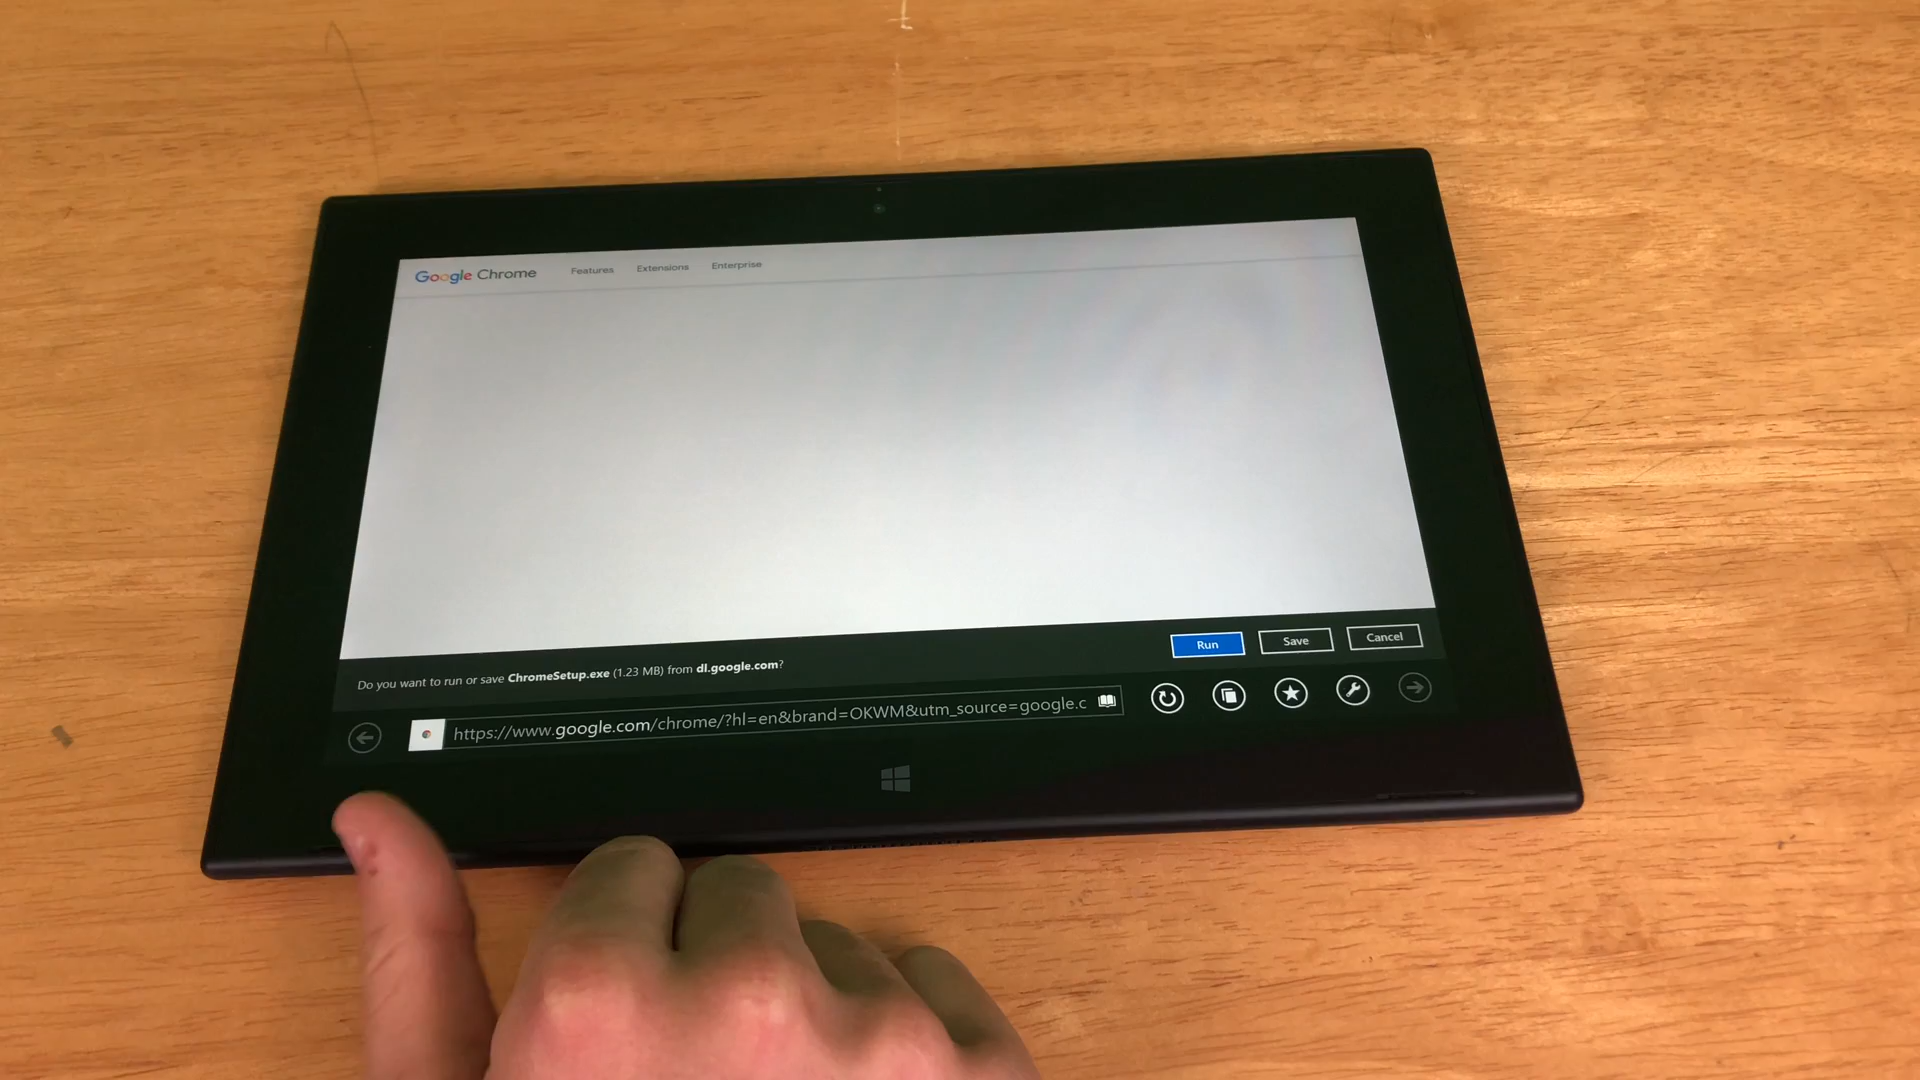 Google Chrome Features Extensions Enterprise
Do you want to run or save ChromeSetup.exe (1.23 MB) from dl.google.com?
Run Save Cancel
https://www.google.com/chrome/?hl=en&brand=OKWM&utm_source=google.c